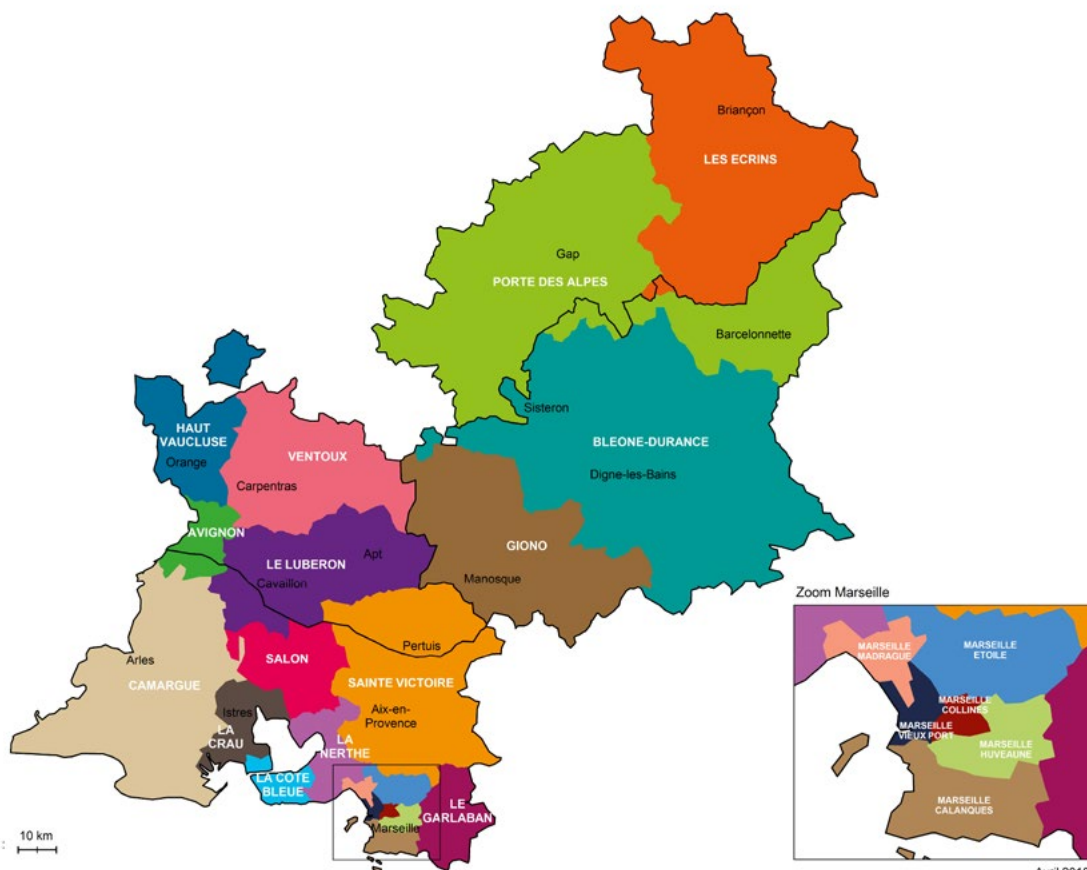 Briançon
LES ECRINS
Gap
PORTE DES ALPES
Barcelonnette
Sisteron
HAUT
VAUCLUSE
BLEONE-DURANCE
VENTOUX
Orange
Digne-les-Bains
Carpentras
AVIGNON
GIONO
Apt
LE LUBERON
Cavaillon
Manosque
Zoom Marseille
Pertuis
MARSEILLE
MADRAGUE
MARSEILLE
ETOILE
Arles
SALON
CAMARGUE
SAINTE VICTOIRE
Istres
Aix-en-
Provence
MARSEILLE
COLLINES
LA
CRAU
LA
NERTHE
MARSEILLE
VIEUX PORT
MARSEILLE
HUVEAUNE
LA COTE
BLEUE
LE
GARLABAN
MARSEILLE
CALANQUES
Marseille
10 km